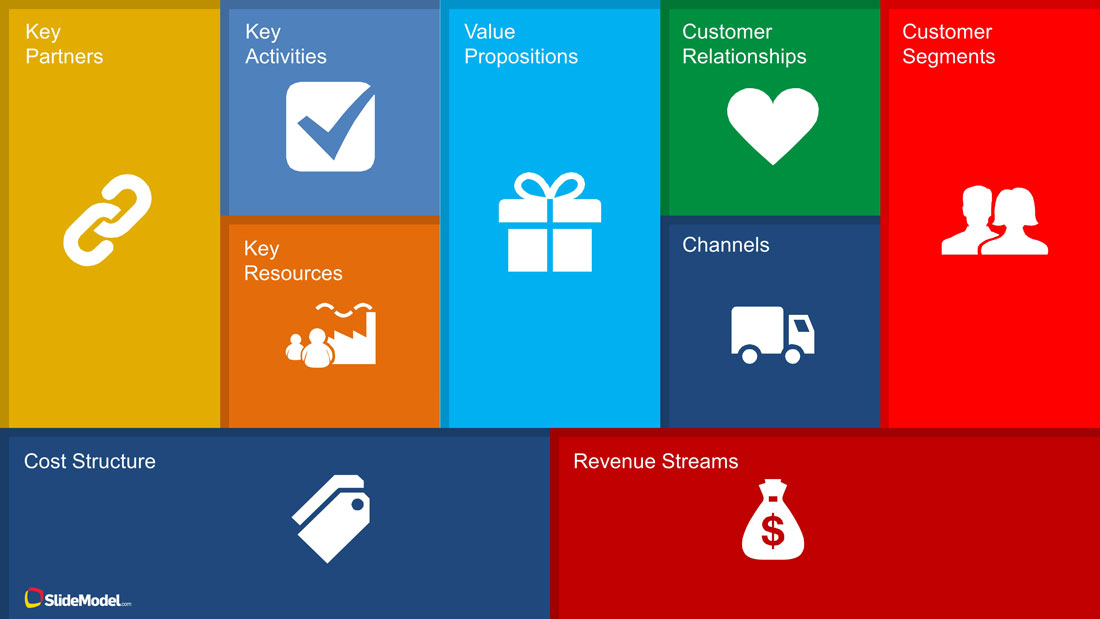 Key
Partners
Key
Activities
Value
Propositions
Customer
Relationships
Customer
Segments
Key
Resources
Channels
Cost Structure
Revenue Streams
$
SlideModel.com